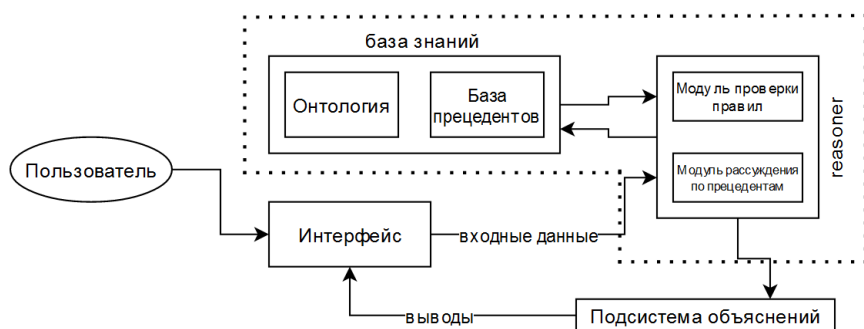 база знаний
Онтология
База
прецедентов
Модуль проверки
правил
Модуль рассуждения
по прецедентам
reasoner
Пользователь
Интерфейс
входные данные
выводы
Подсистема объяснений